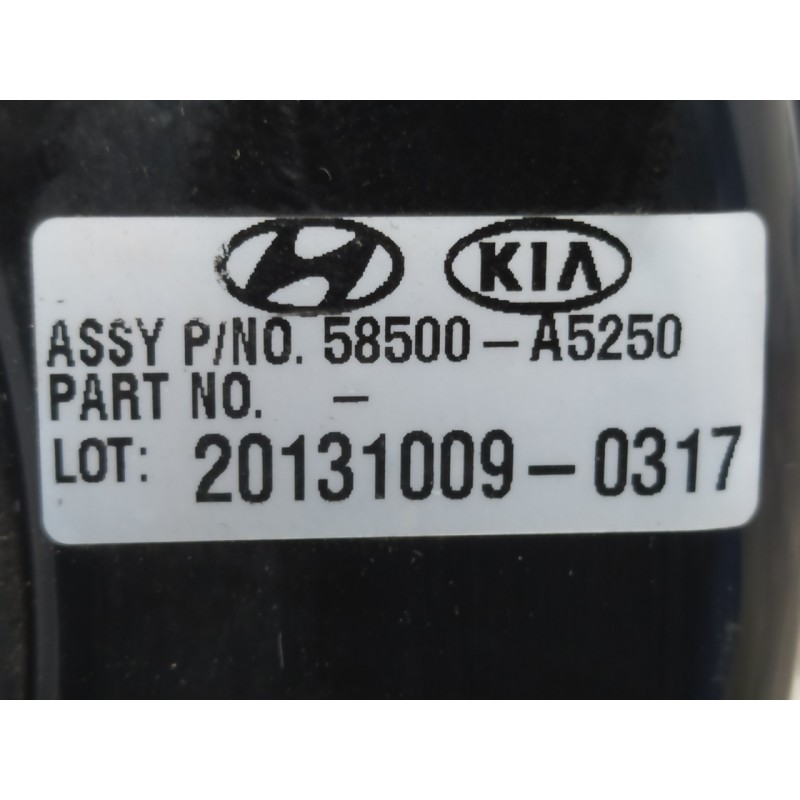 KIA
ASSY P/NO. 58500-A5250
PART NO. -
LOT: 20131009-0317